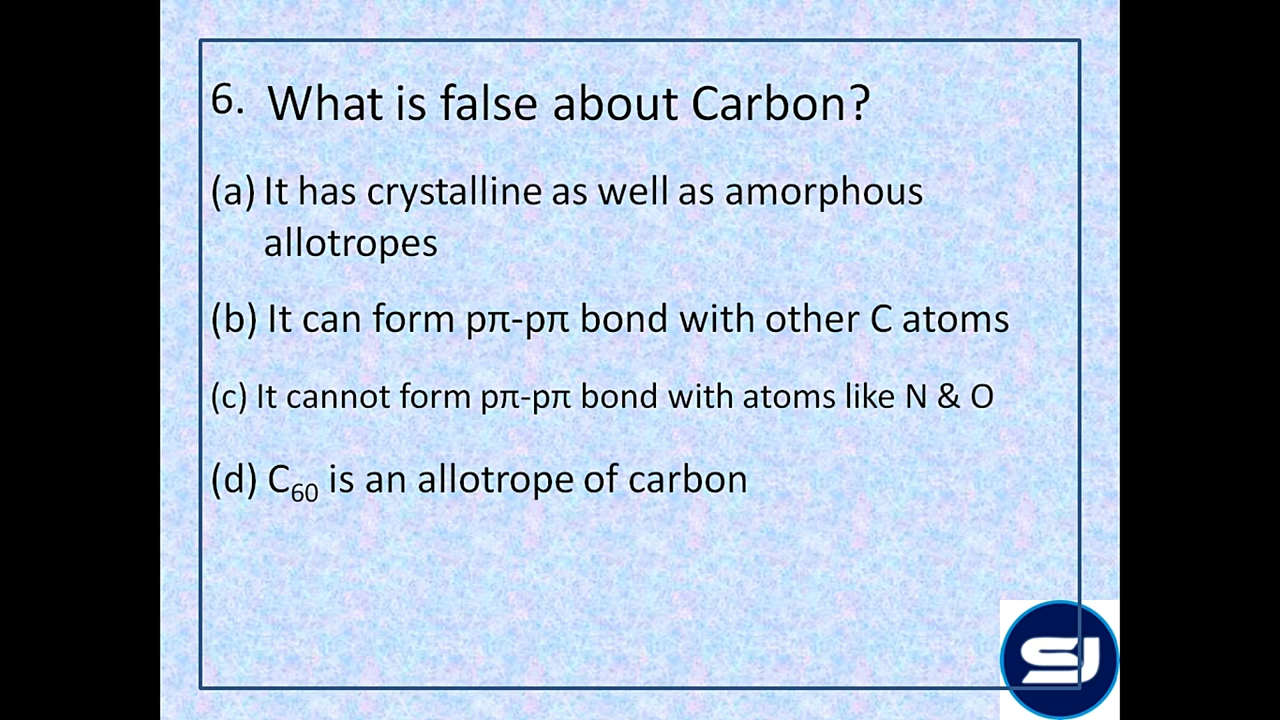 6. What is false about Carbon?
(a) It has crystalline as well as amorphous
allotropes
(b) It can form pπ-pπ bond with other C atoms
(c) It cannot form pπ-pπ bond with atoms like N & O
(d) C₆₀ is an allotrope of carbon
SJ